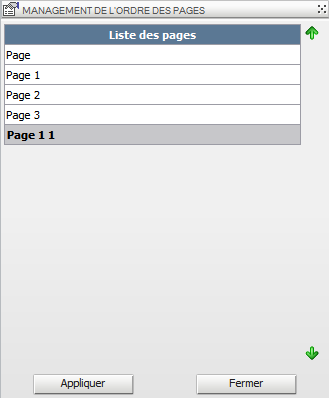 MANAGEMENT DE L'ORDRE DES PAGES
Liste des pages
Page
Page 1
Page 2
Page 3
Page 1 1
Appliquer
Fermer